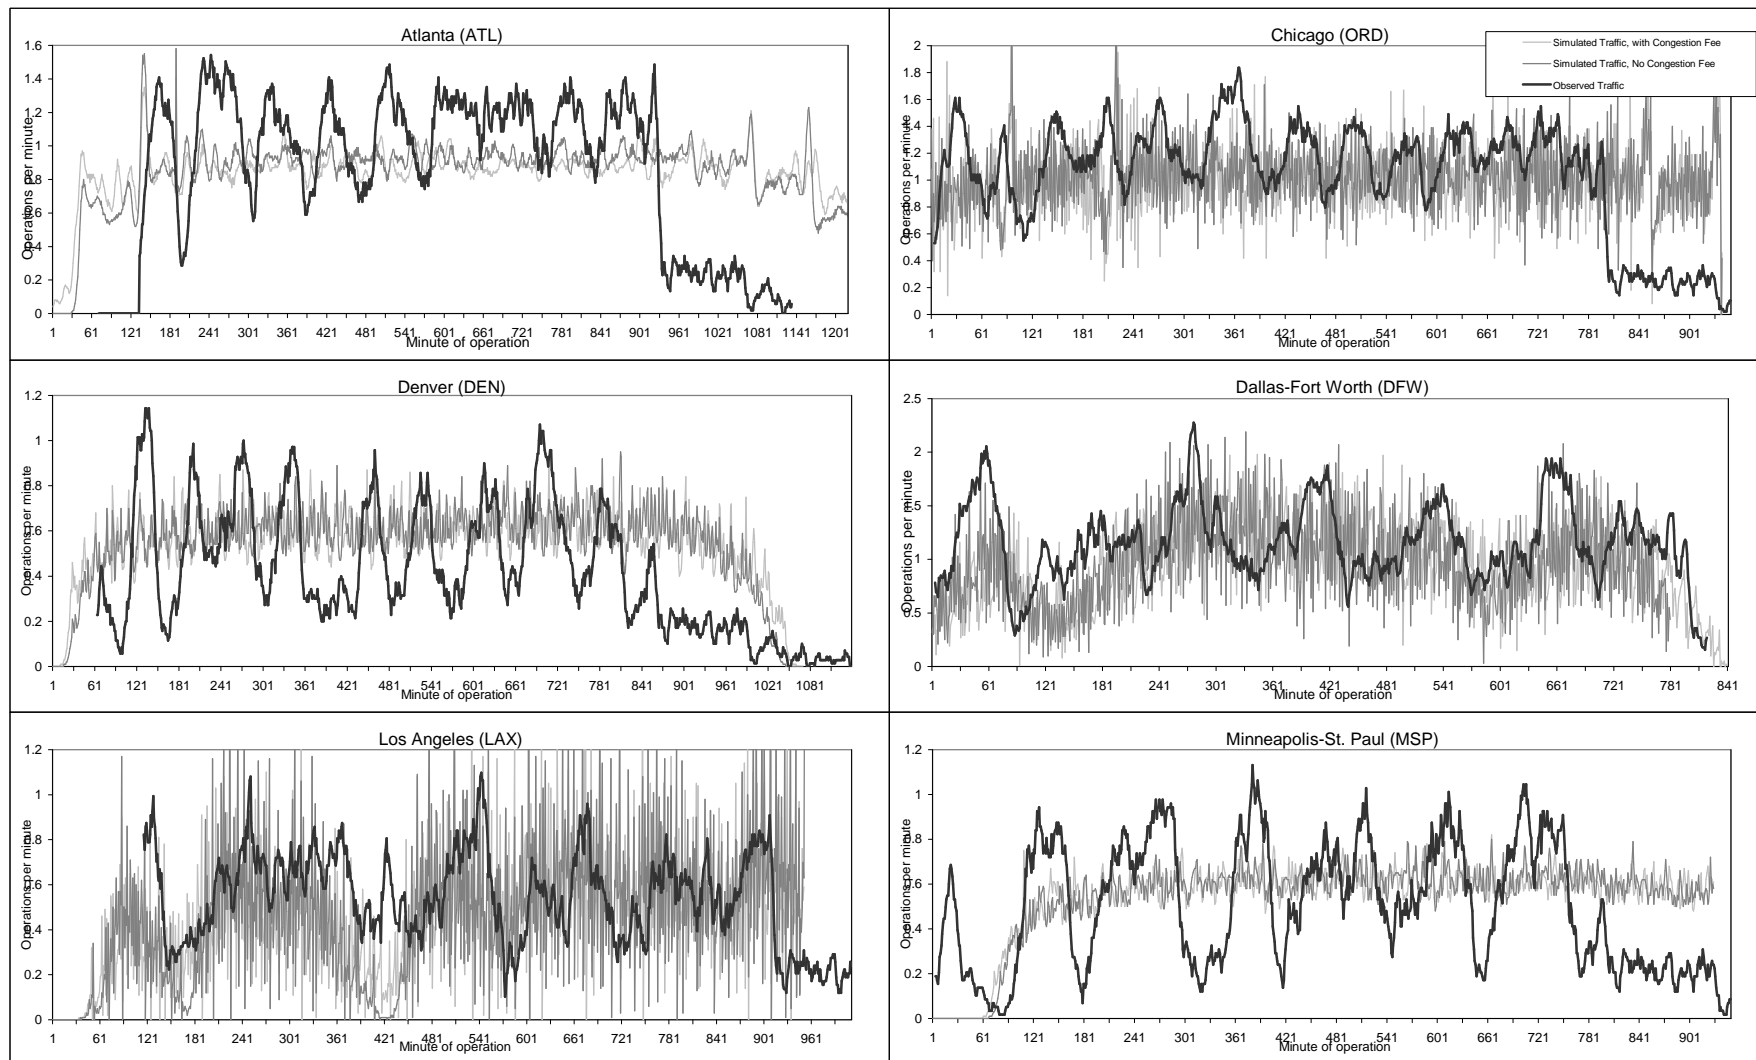 Atlanta (ATL)
1.6
1.4
1.2
1
0.8
0.6
0.4
0.2
0
Operations per minute
1 61 121 181 241 301 361 421 481 541 601 661 721 781 841 901 961 1021 1081 1141 1201
Minute of operation
Chicago (ORD)
Simulated Traffic, with Congestion Fee
Simulated Traffic, No Congestion Fee
Observed Traffic
2
1.8
1.6
1.4
1.2
1
0.8
0.6
0.4
0.2
0
Operations per minute
1 61 121 181 241 301 361 421 481 541 601 661 721 781 841 901
Minute of operation
Denver (DEN)
1.2
1
0.8
0.6
0.4
0.2
0
Operations per minute
1 61 121 181 241 301 361 421 481 541 601 661 721 781 841 901 961 1021 1081
Minute of operation
Dallas-Fort Worth (DFW)
2.5
2
1.5
1
0.5
0
Operations per minute
1 61 121 181 241 301 361 421 481 541 601 661 721 781 841
Minute of operation
Los Angeles (LAX)
1.2
1
0.8
0.6
0.4
0.2
0
Operations per minute
1 61 121 181 241 301 361 421 481 541 601 661 721 781 841 901 961
Minute of operation
Minneapolis-St. Paul (MSP)
1.2
1
0.8
0.6
0.4
0.2
0
Operations per minute
1 61 121 181 241 301 361 421 481 541 601 661 721 781 841 901
Minute of operation